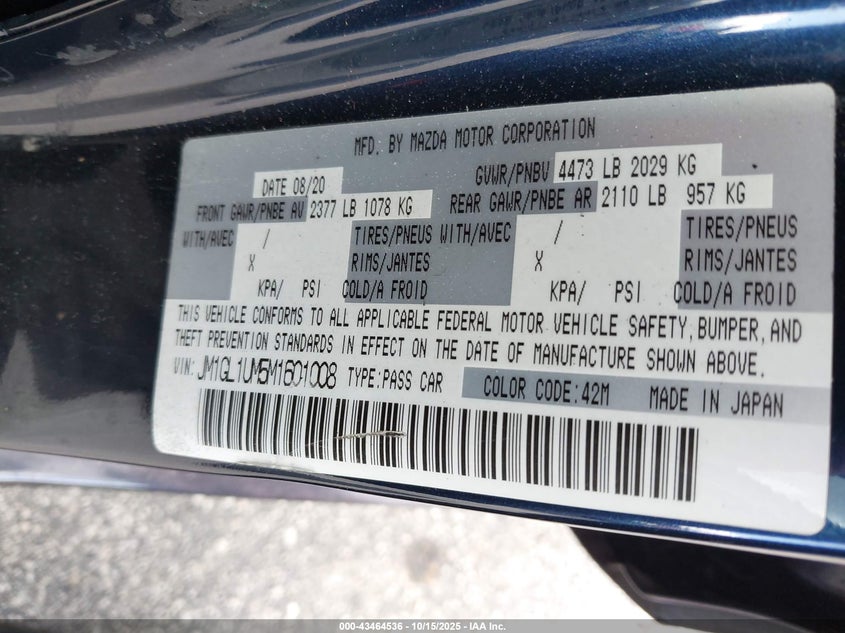 MFD. BY MAZDA MOTOR CORPORATION
DATE 08/20 GVWR/PNBV 4473 LB 2029 KG
FRONT GAWR/PNBE AV 2377 LB 1078 KG REAR GAWR/PNBE AR 2110 LB 957 KG
WITH/AVEC / TIRES/PNEUS WITH/AVEC / TIRES/PNEUS
X RIMS/JANTES X RIMS/JANTES
KPA/ PSI COLD/A FROID KPA/ PSI COLD/A FROID
THIS VEHICLE CONFORMS TO ALL APPLICABLE FEDERAL MOTOR VEHICLE SAFETY, BUMPER, AND
THEFT PREVENTION STANDARDS IN EFFECT ON THE DATE OF MANUFACTURE SHOWN ABOVE.
VIN: JM1GL1UM5M1601008 TYPE:PASS CAR COLOR CODE:42M MADE IN JAPAN
000-43464536 - 10/15/2025 - IAA Inc.